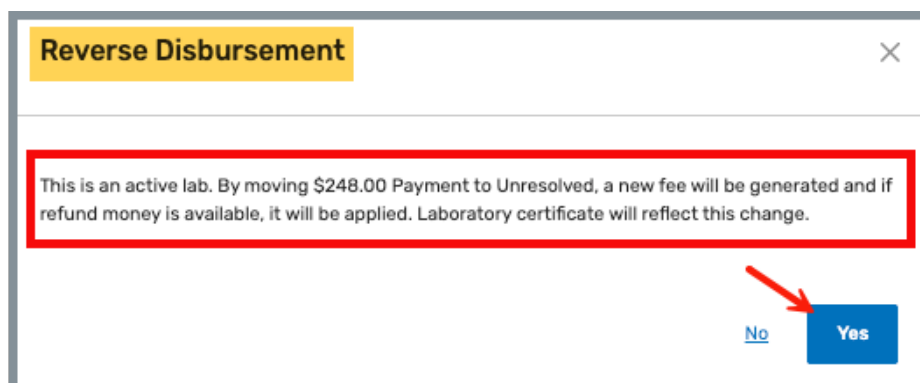 Reverse Disbursement
This is an active lab. By moving $248.00 Payment to Unresolved, a new fee will be generated and if
refund money is available, it will be applied. Laboratory certificate will reflect this change.
No
Yes